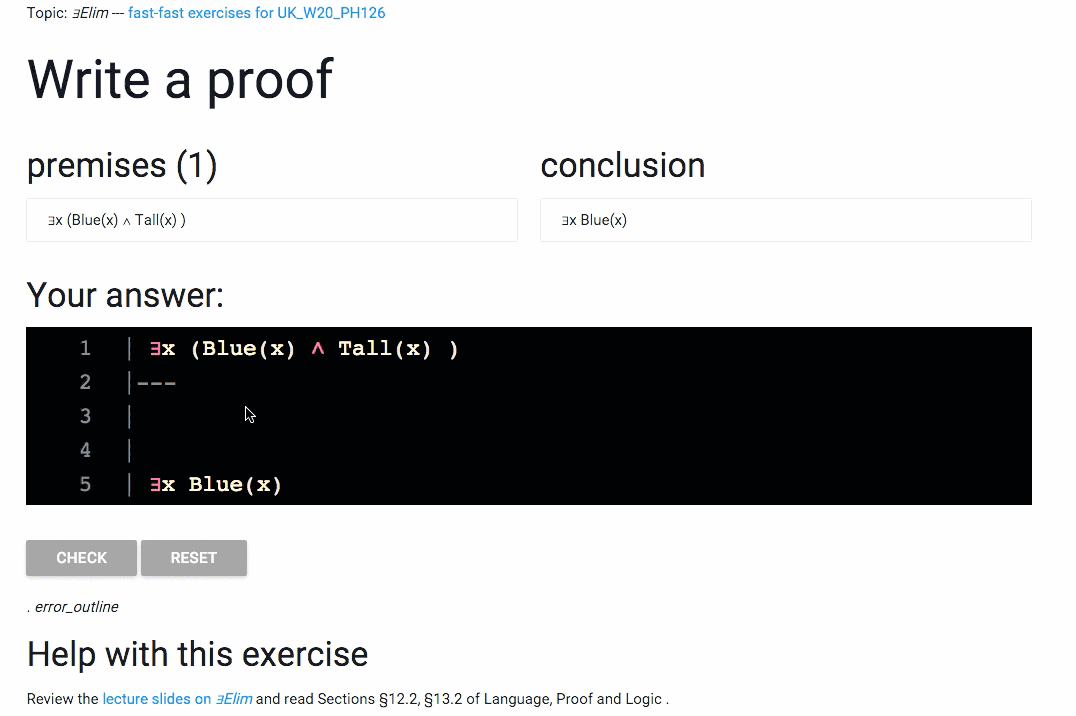 Topic: ∃Elim — fast-fast exercises for UK_W20_PH126
Write a proof
premises (1)
conclusion
∃x (Blue(x) ∧ Tall(x) )
∃x Blue(x)
Your answer:
1 | ∃x (Blue(x) ∧ Tall(x) )
2 |---
3 |
4 |
5 | ∃x Blue(x)
CHECK RESET
. error_outline
Help with this exercise
Review the lecture slides on ∃Elim and read Sections §12.2, §13.2 of Language, Proof and Logic .